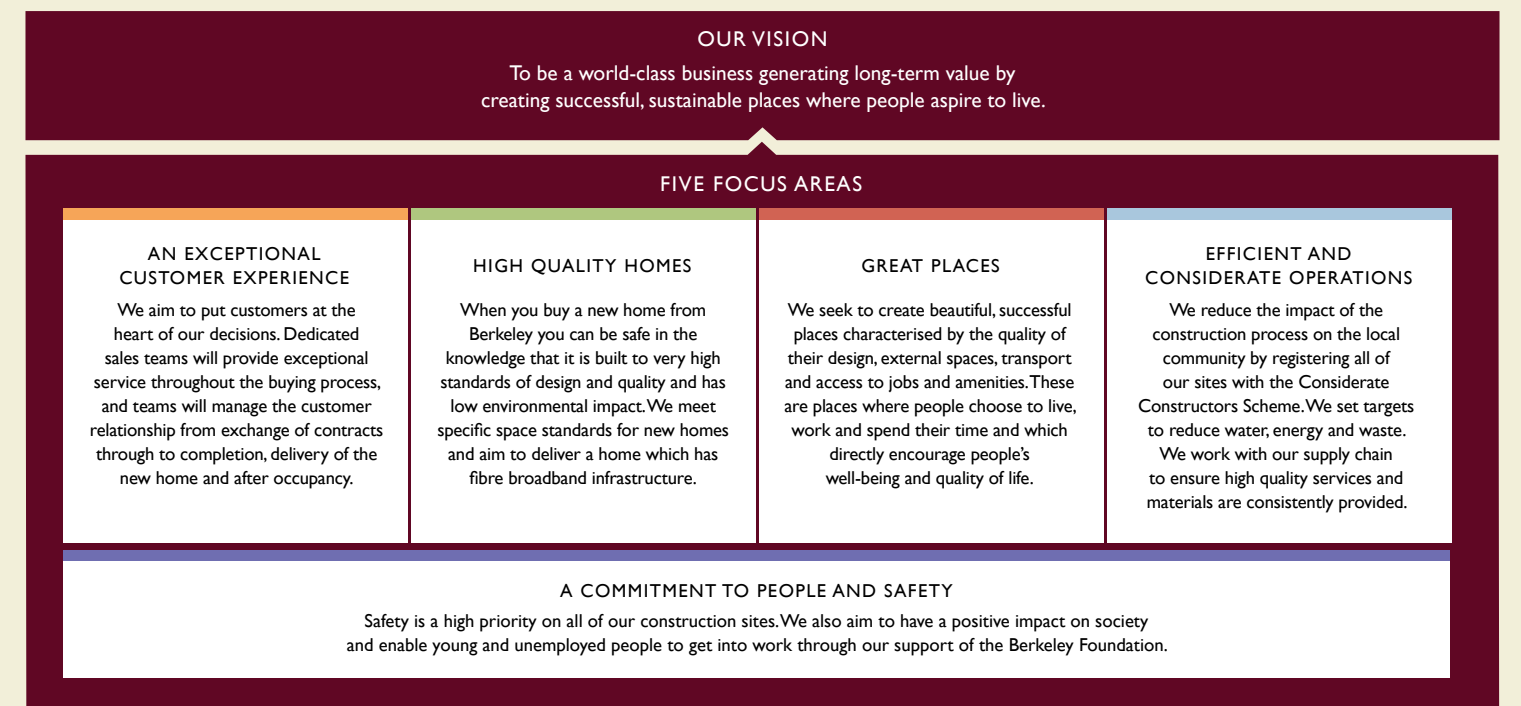 OUR VISION
To be a world-class business generating long-term value by
creating successful, sustainable places where people aspire to live.
FIVE FOCUS AREAS
AN EXCEPTIONAL
CUSTOMER EXPERIENCE
We aim to put customers at the
heart of our decisions. Dedicated
sales teams will provide exceptional
service throughout the buying process,
and teams will manage the customer
relationship from exchange of contracts
through to completion, delivery of the
new home and after occupancy.
HIGH QUALITY HOMES
When you buy a new home from
Berkeley you can be safe in the
knowledge that it is built to very high
standards of design and quality and has
low environmental impact. We meet
specific space standards for new homes
and aim to deliver a home which has
fibre broadband infrastructure.
GREAT PLACES
We seek to create beautiful, successful
places characterised by the quality of
their design, external spaces, transport
and access to jobs and amenities. These
are places where people choose to live,
work and spend their time and which
directly encourage people's
well-being and quality of life.
EFFICIENT AND
CONSIDERATE OPERATIONS
We reduce the impact of the
construction process on the local
community by registering all of
our sites with the Considerate
Constructors Scheme. We set targets
to reduce water, energy and waste.
We work with our supply chain
to ensure high quality services and
materials are consistently provided.
A COMMITMENT TO PEOPLE AND SAFETY
Safety is a high priority on all of our construction sites. We also aim to have a positive impact on society
and enable young and unemployed people to get into work through our support of the Berkeley Foundation.